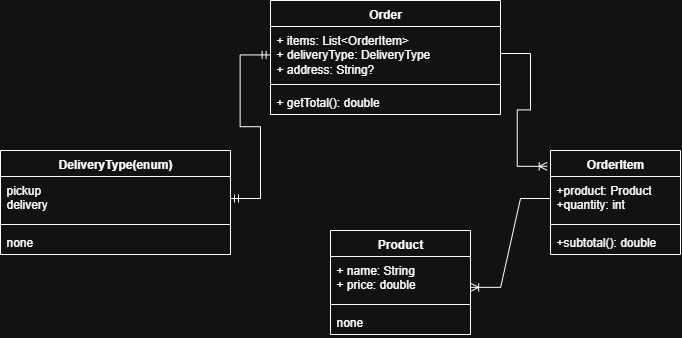 Order
+ items: List<OrderItem>
+ deliveryType: DeliveryType
+ address: String?
+ getTotal(): double
DeliveryType(enum)
pickup
delivery
none
OrderItem
+product: Product
+quantity: int
+subtotal(): double
Product
+ name: String
+ price: double
none